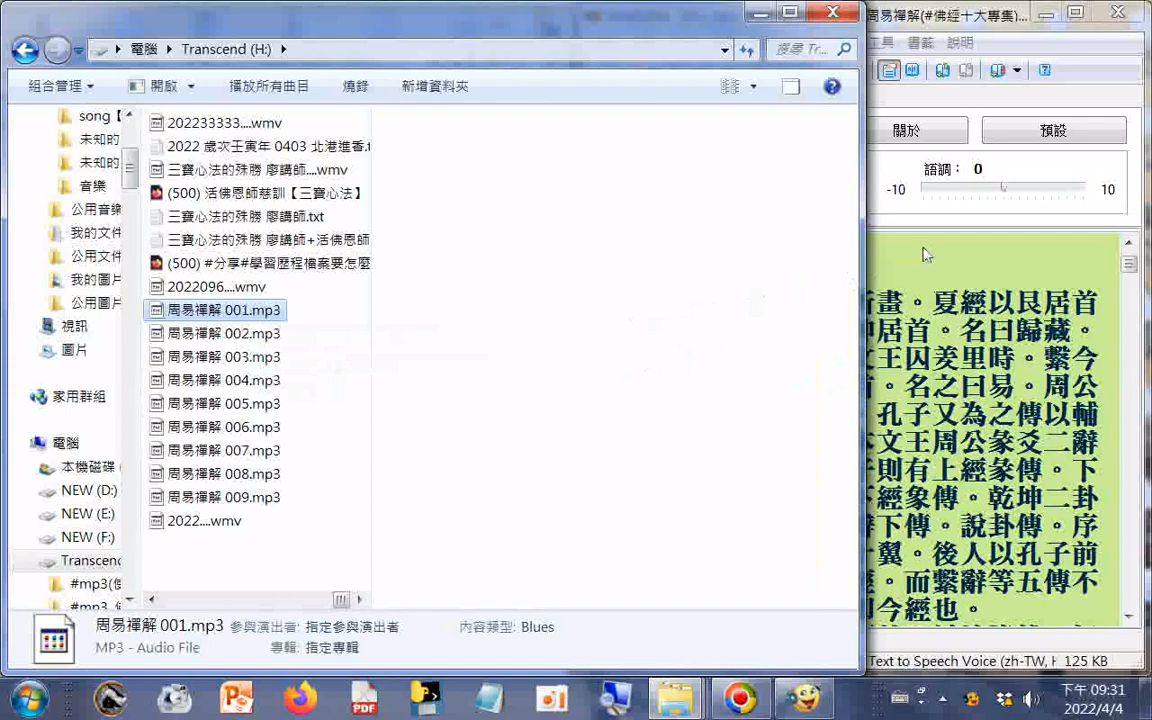 電腦 ▸ Transcend (H:) ▸
搜尋 Tr...
組合管理 開啟 播放所有曲目 燒錄 新增資料夾
song
未知的
未知的
音樂
公用音樂
我的文件
公用文件
我的圖片
公用圖片
視訊
圖片
家用群組
電腦
本機磁碟
NEW (D:)
NEW (E:)
NEW (F:)
Transcend
#mp3(
#mp3
202233333....wmv
2022 歲次壬寅年 0403 北港進香.t
三寶心法的殊勝 廖講師....wmv
(500) 活佛恩師慈訓【三寶心法】
三寶心法的殊勝 廖講師.txt
三寶心法的殊勝 廖講師+活佛恩師
(500) #分享#學習歷程檔案要怎麼
2022096....wmv
周易禪解 001.mp3
周易禪解 002.mp3
周易禪解 003.mp3
周易禪解 004.mp3
周易禪解 005.mp3
周易禪解 006.mp3
周易禪解 007.mp3
周易禪解 008.mp3
周易禪解 009.mp3
2022....wmv
周易禪解 001.mp3 參與演出者: 指定參與演出者 內容類型: Blues
MP3 - Audio File 專輯: 指定專輯
周易禪解(#佛經十大專集)...
工具 書籤 說明
關於 預設
語調： 0
-10 10
畫。夏經以艮居首
居首。名曰歸藏。
王囚羑里時。繫今
。名之曰易。周公
孔子又為之傳以輔
文王周公彖爻二辭
則有上經彖傳。下
經象傳。乾坤二卦
下傳。說卦傳。序
翼。後人以孔子前
。而繫辭等五傳不
今經也。
Text to Speech Voice (zh-TW, H 125 KB
PDF
下午 09:31
2022/4/4